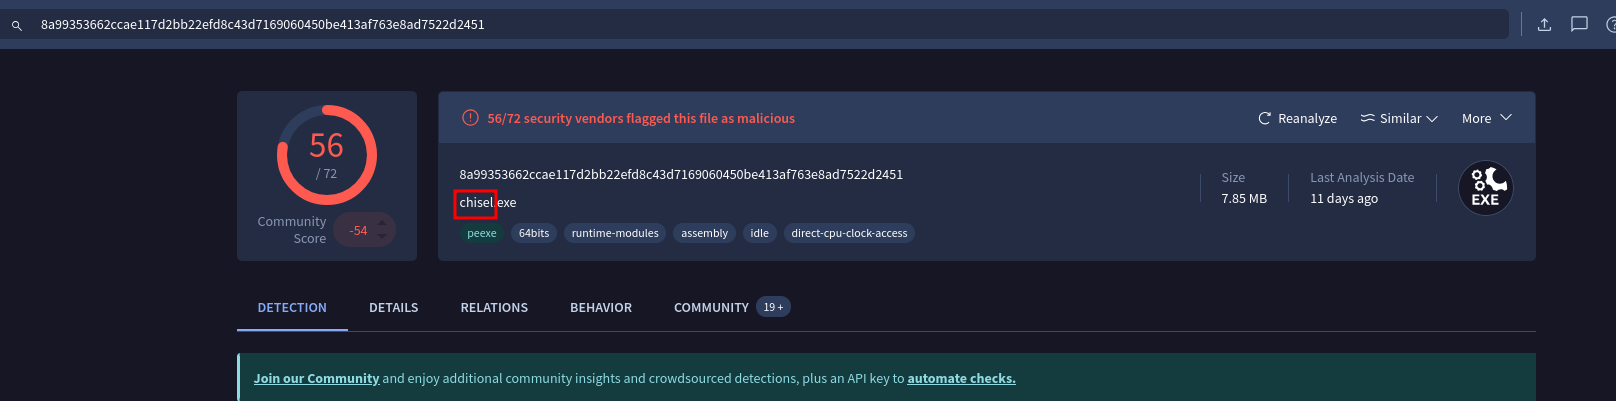 8a99353662ccae117d2bb22efd8c43d7169060450be413af763e8ad7522d2451
56
/ 72
Community
Score
-54
56/72 security vendors flagged this file as malicious
Reanalyze
Similar
More
8a99353662ccae117d2bb22efd8c43d7169060450be413af763e8ad7522d2451
chisel.exe
peexe
64bits
runtime-modules
assembly
idle
direct-cpu-clock-access
Size
7.85 MB
Last Analysis Date
11 days ago
EXE
DETECTION
DETAILS
RELATIONS
BEHAVIOR
COMMUNITY
19 +
Join our Community and enjoy additional community insights and crowdsourced detections, plus an API key to automate checks.